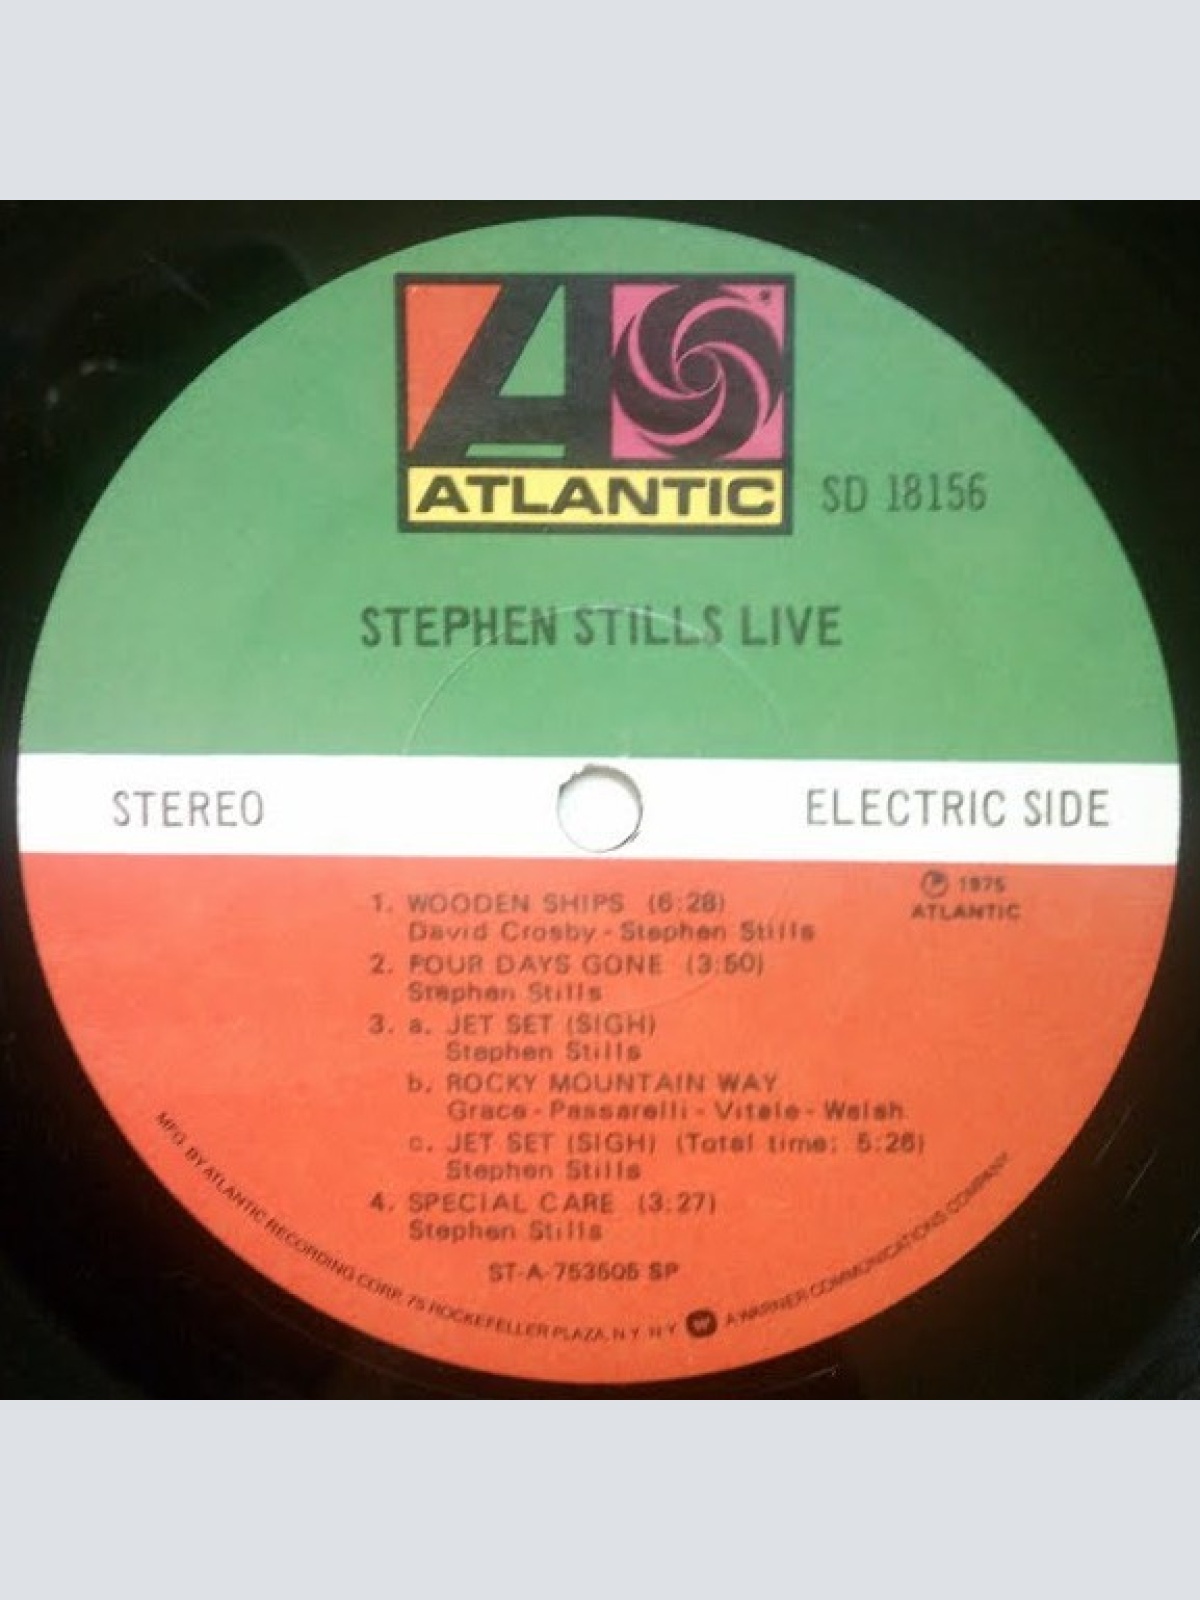 ATLANTIC
SD 18156
STEPHEN STILLS LIVE
STEREO
ELECTRIC SIDE
℗ 1975
ATLANTIC
1. WOODEN SHIPS (6:28)
David Crosby - Stephen Stills
2. FOUR DAYS GONE (3:50)
Stephen Stills
3. a. JET SET (SIGH)
Stephen Stills
b. ROCKY MOUNTAIN WAY
Grace - Passarelli - Vitale - Walsh
c. JET SET (SIGH) (Total time: 5:26)
Stephen Stills
4. SPECIAL CARE (3:27)
Stephen Stills
ST-A-753505 SP
MFG. BY ATLANTIC RECORDING CORP. 75 ROCKEFELLER PLAZA, N.Y. N.Y. W A WARNER COMMUNICATIONS COMPANY